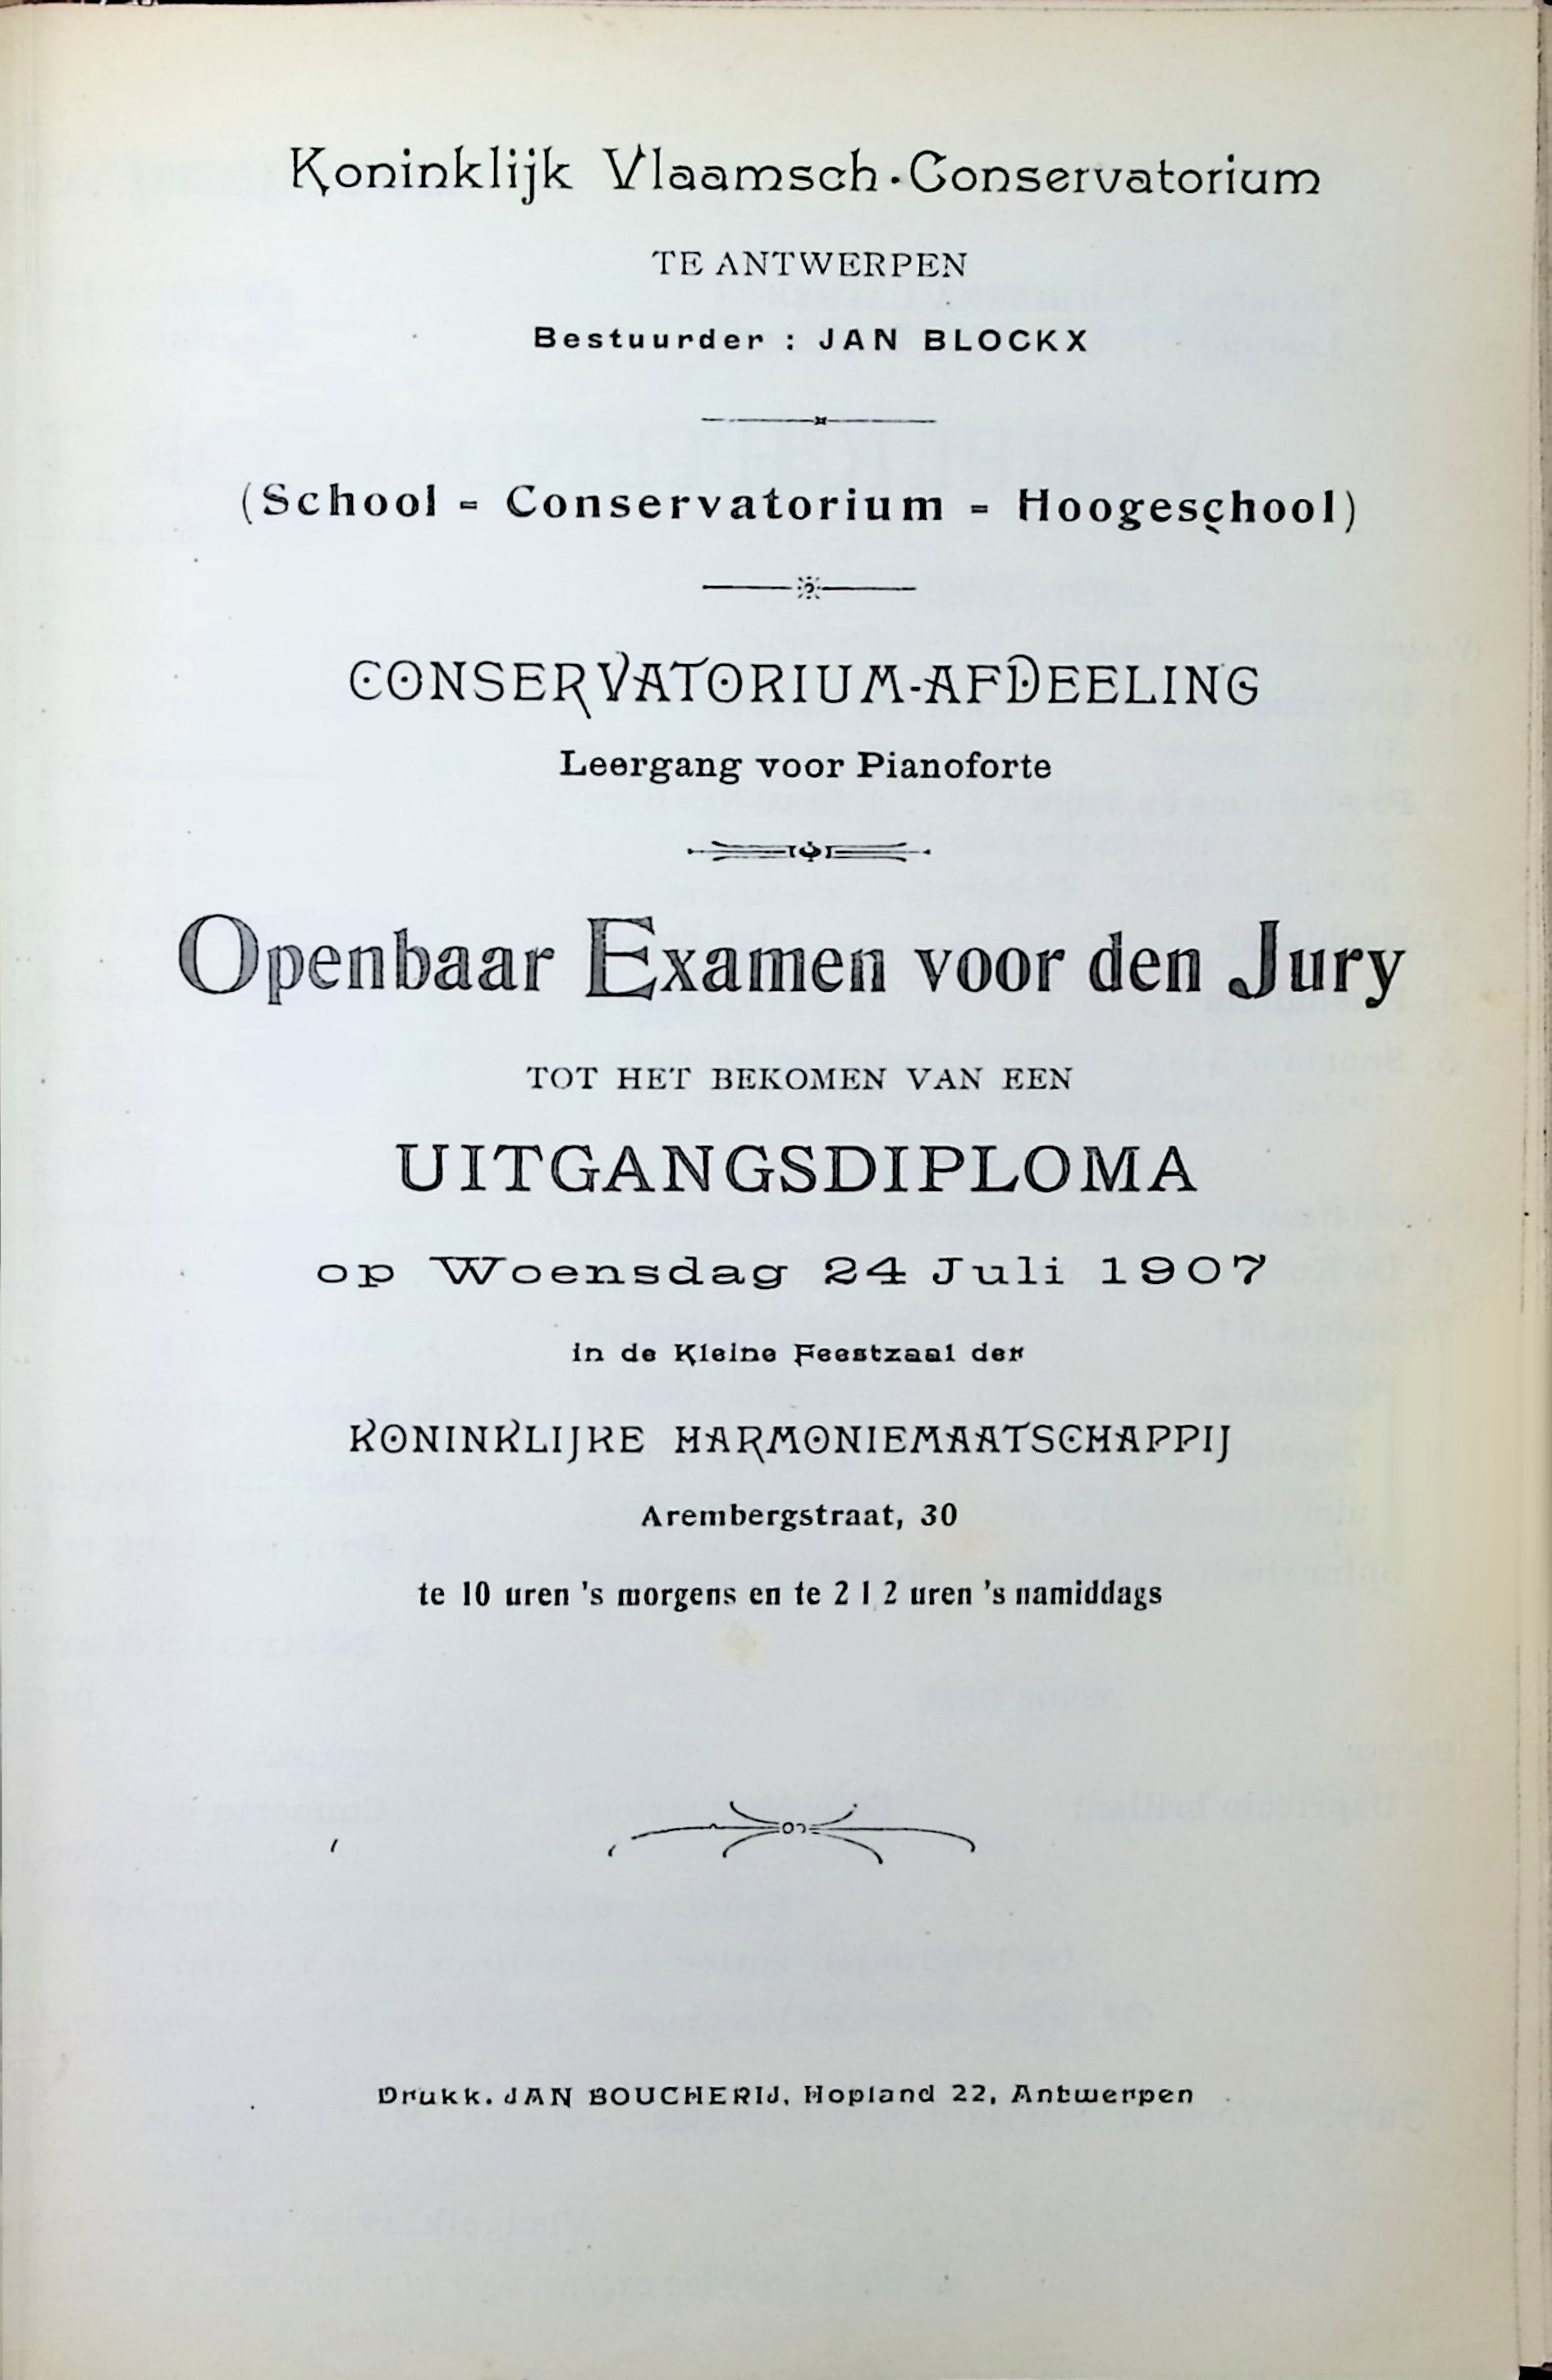 Koninklijk Vlaamsch-Conservatorium
TE ANTWERPEN
Bestuurder : JAN BLOCKX
(School = Conservatorium = Hoogeschool)
CONSERVATORIUM-AFDEELING
Leergang voor Pianoforte
Openbaar Examen voor den Jury
TOT HET BEKOMEN VAN EEN
UITGANGSDIPLOMA
op Woensdag 24 Juli 1907
in de Kleine Feestzaal der
KONINKLIJKE HARMONIEMAATSCHAPPIJ
Arembergstraat, 30
te 10 uren 's morgens en te 2 1 2 uren 's namiddags
Drukk. JAN BOUCHERIJ, Hopland 22, Antwerpen